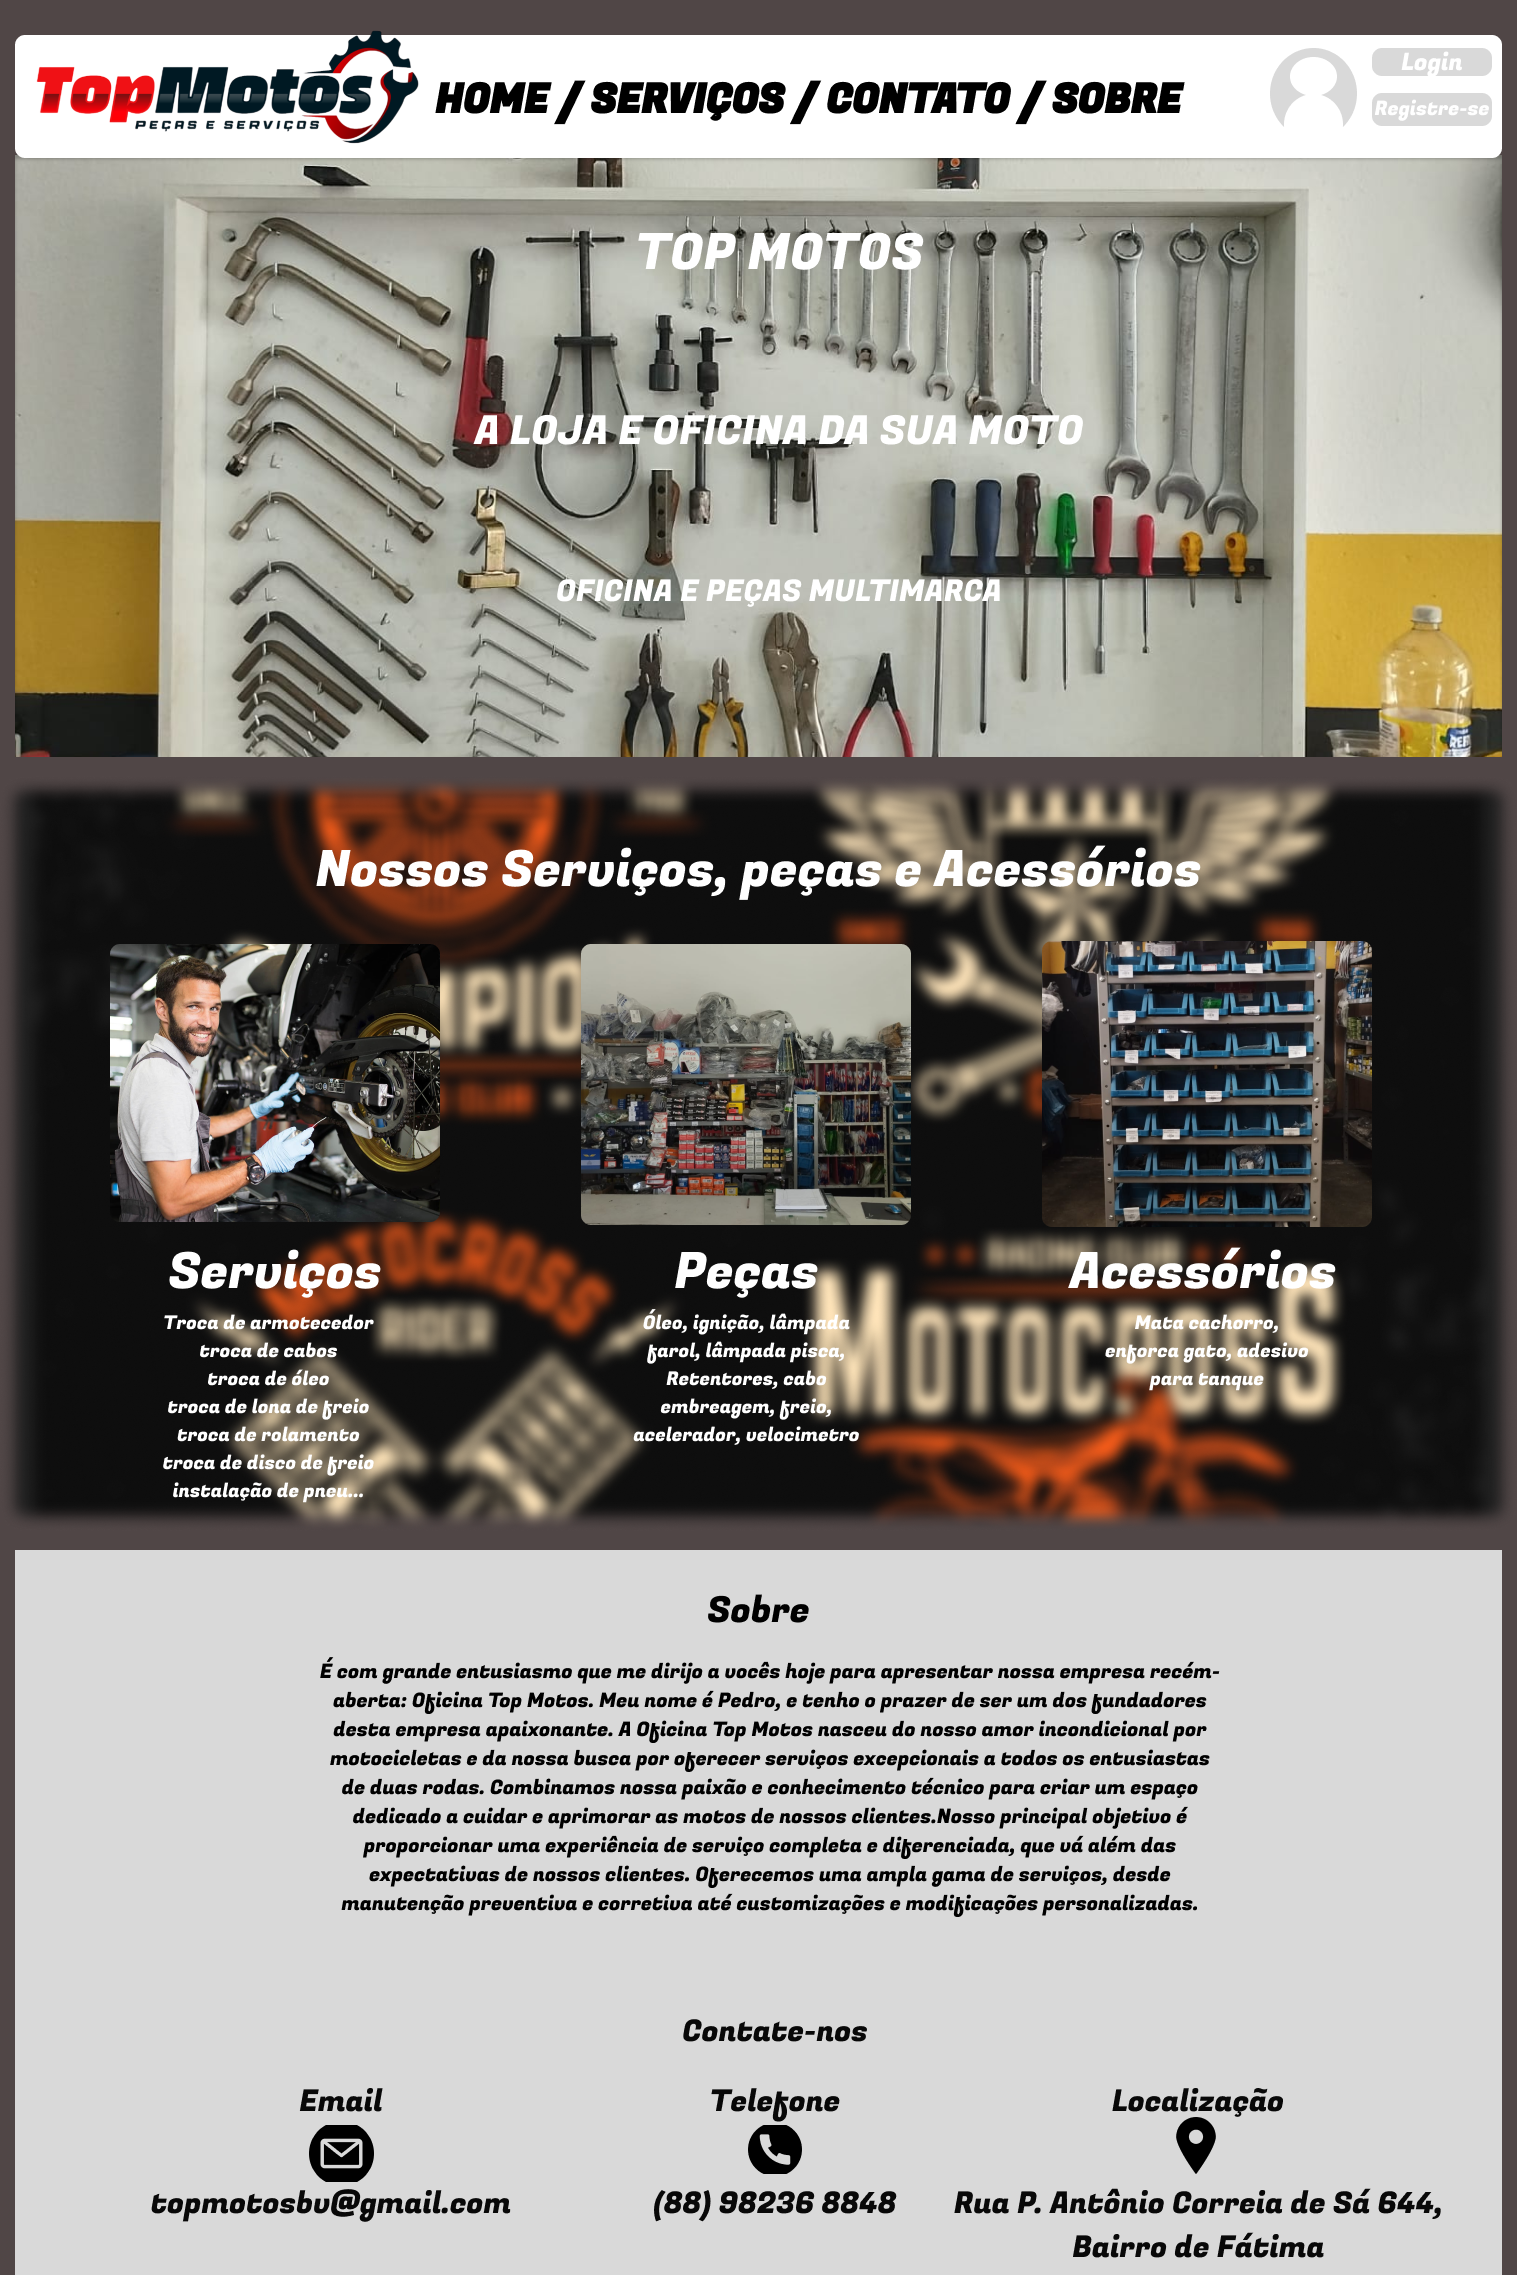 TopMotos
PEÇAS E SERVIÇOS
HOME / SERVIÇOS / CONTATO / SOBRE
Login
Registre-se
TOP MOTOS
A LOJA E OFICINA DA SUA MOTO
OFICINA E PEÇAS MULTIMARCA
Nossos Serviços, peças e Acessórios
Serviços
Troca de armotecedor
troca de cabos
troca de óleo
troca de lona de freio
troca de rolamento
troca de disco de freio
instalação de pneu...
Peças
Óleo, ignição, lâmpada
farol, lâmpada pisca,
Retentores, cabo
embreagem, freio,
acelerador, velocimetro
Acessórios
Mata cachorro,
enforca gato, adesivo
para tanque
MOTOCROSS
RIDER
RACING CLUB
MOTOCROSS
Sobre
É com grande entusiasmo que me dirijo a vocês hoje para apresentar nossa empresa recém-
aberta: Oficina Top Motos. Meu nome é Pedro, e tenho o prazer de ser um dos fundadores
desta empresa apaixonante. A Oficina Top Motos nasceu do nosso amor incondicional por
motocicletas e da nossa busca por oferecer serviços excepcionais a todos os entusiastas
de duas rodas. Combinamos nossa paixão e conhecimento técnico para criar um espaço
dedicado a cuidar e aprimorar as motos de nossos clientes.Nosso principal objetivo é
proporcionar uma experiência de serviço completa e diferenciada, que vá além das
expectativas de nossos clientes. Oferecemos uma ampla gama de serviços, desde
manutenção preventiva e corretiva até customizações e modificações personalizadas.
Contate-nos
Email
topmotosbv@gmail.com
Telefone
(88) 98236 8848
Localização
Rua P. Antônio Correia de Sá 644,
Bairro de Fátima